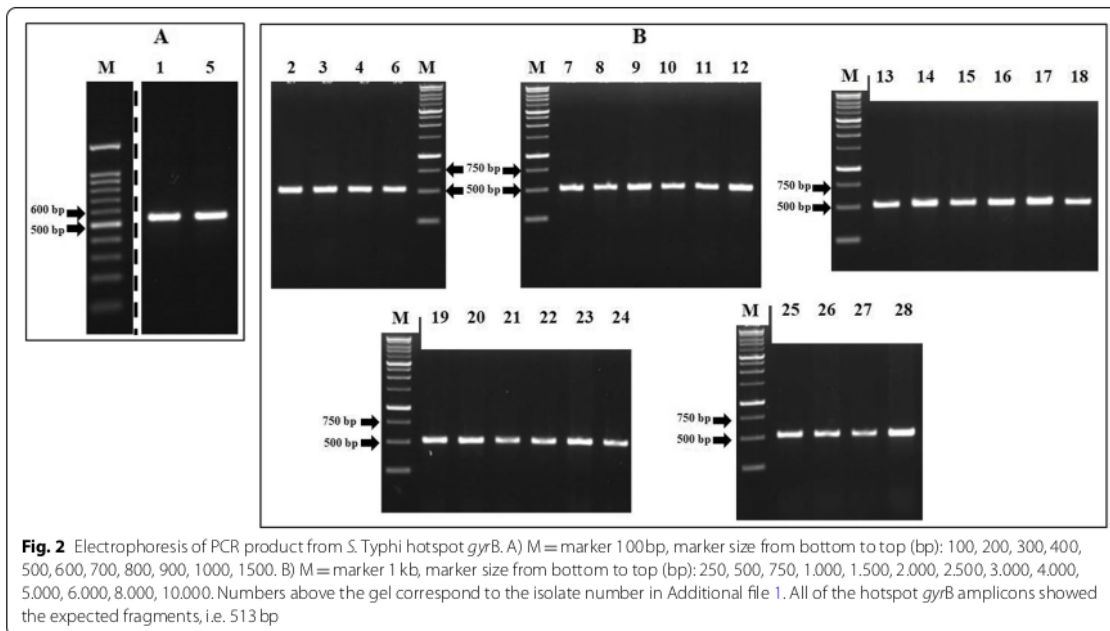 A
B
M 1 5
2 3 4 6 M
M 7 8 9 10 11 12
M 13 14 15 16 17 18
600 bp
500 bp
750 bp
500 bp
750 bp
500 bp
M 19 20 21 22 23 24
M 25 26 27 28
750 bp
500 bp
750 bp
500 bp
Fig. 2 Electrophoresis of PCR product from S. Typhi hotspot gyrB. A) M = marker 100bp, marker size from bottom to top (bp): 100, 200, 300, 400,
500, 600, 700, 800, 900, 1000, 1500. B) M = marker 1 kb, marker size from bottom to top (bp): 250, 500, 750, 1.000, 1.500, 2.000, 2.500, 3.000, 4.000,
5.000, 6.000, 8.000, 10.000. Numbers above the gel correspond to the isolate number in Additional file 1. All of the hotspot gyrB amplicons showed
the expected fragments, i.e. 513 bp